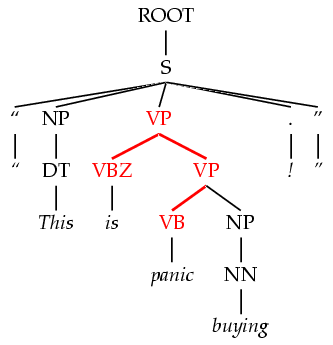 ROOT
S
“ NP VP . ”
“ DT VBZ VP ! ”
This is VB NP
panic NN
buying